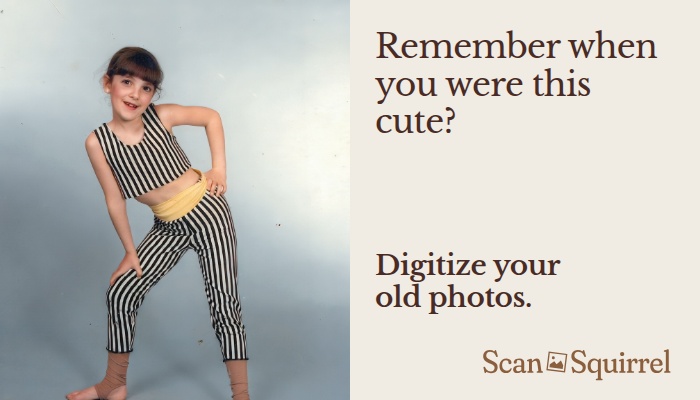 Remember when
you were this
cute?
Digitize your
old photos.
Scan Squirrel